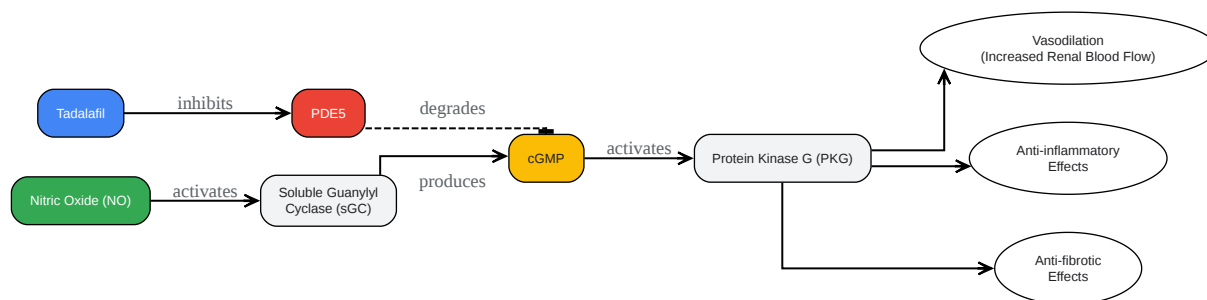 Vasodilation
(Increased Renal Blood Flow)
Tadalafil
inhibits
PDE5
degrades
cGMP
activates
Protein Kinase G (PKG)
Anti-inflammatory
Effects
Nitric Oxide (NO)
activates
Soluble Guanylyl
Cyclase (sGC)
produces
Anti-fibrotic
Effects